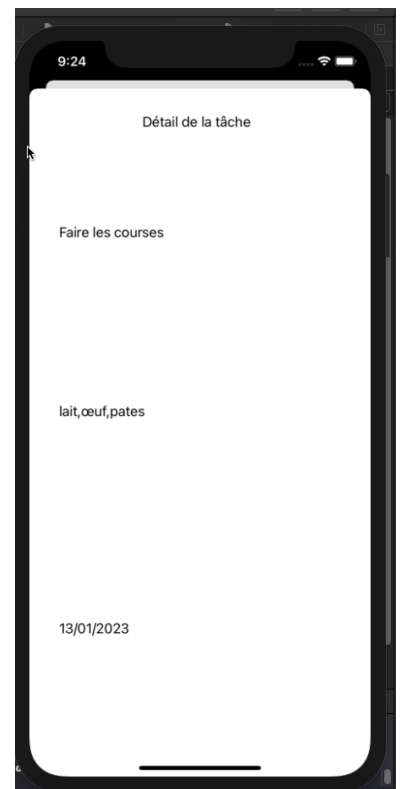 9:24
Détail de la tâche
Faire les courses
lait,œuf,pates
13/01/2023